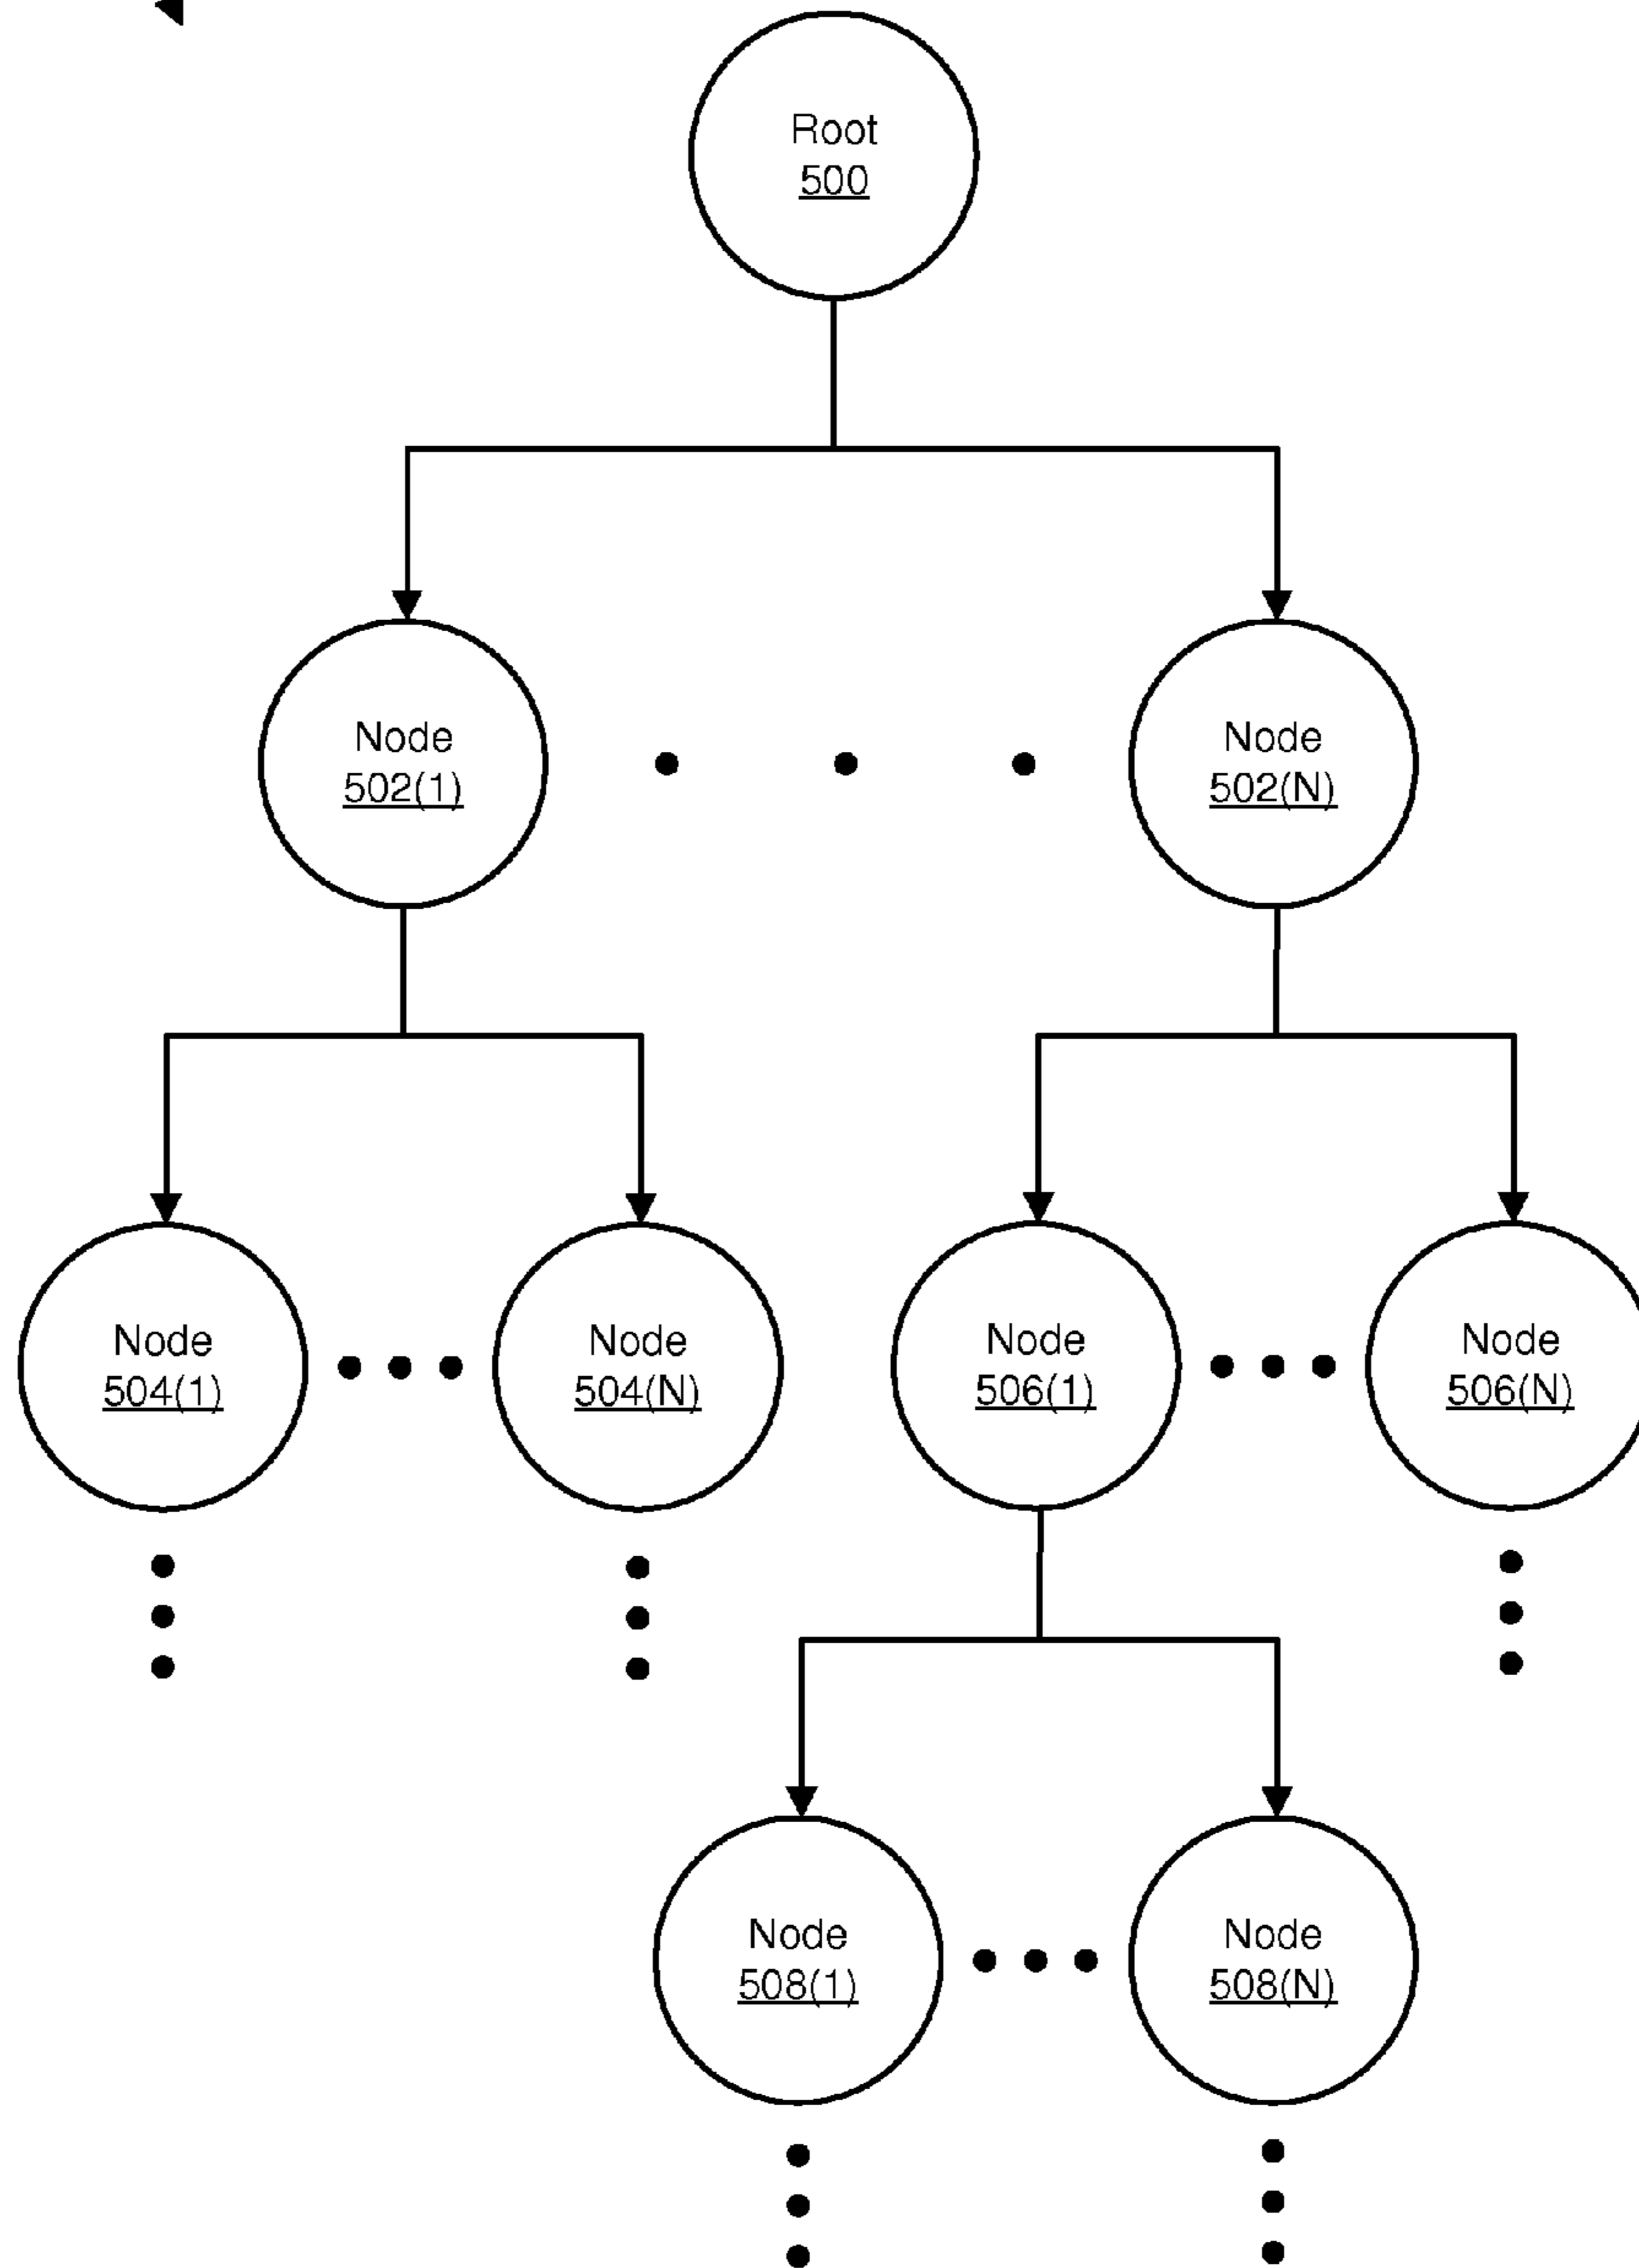 Root
500
Node
502(1)
Node
502(N)
Node
504(1)
Node
504(N)
Node
506(1)
Node
506(N)
Node
508(1)
Node
508(N)